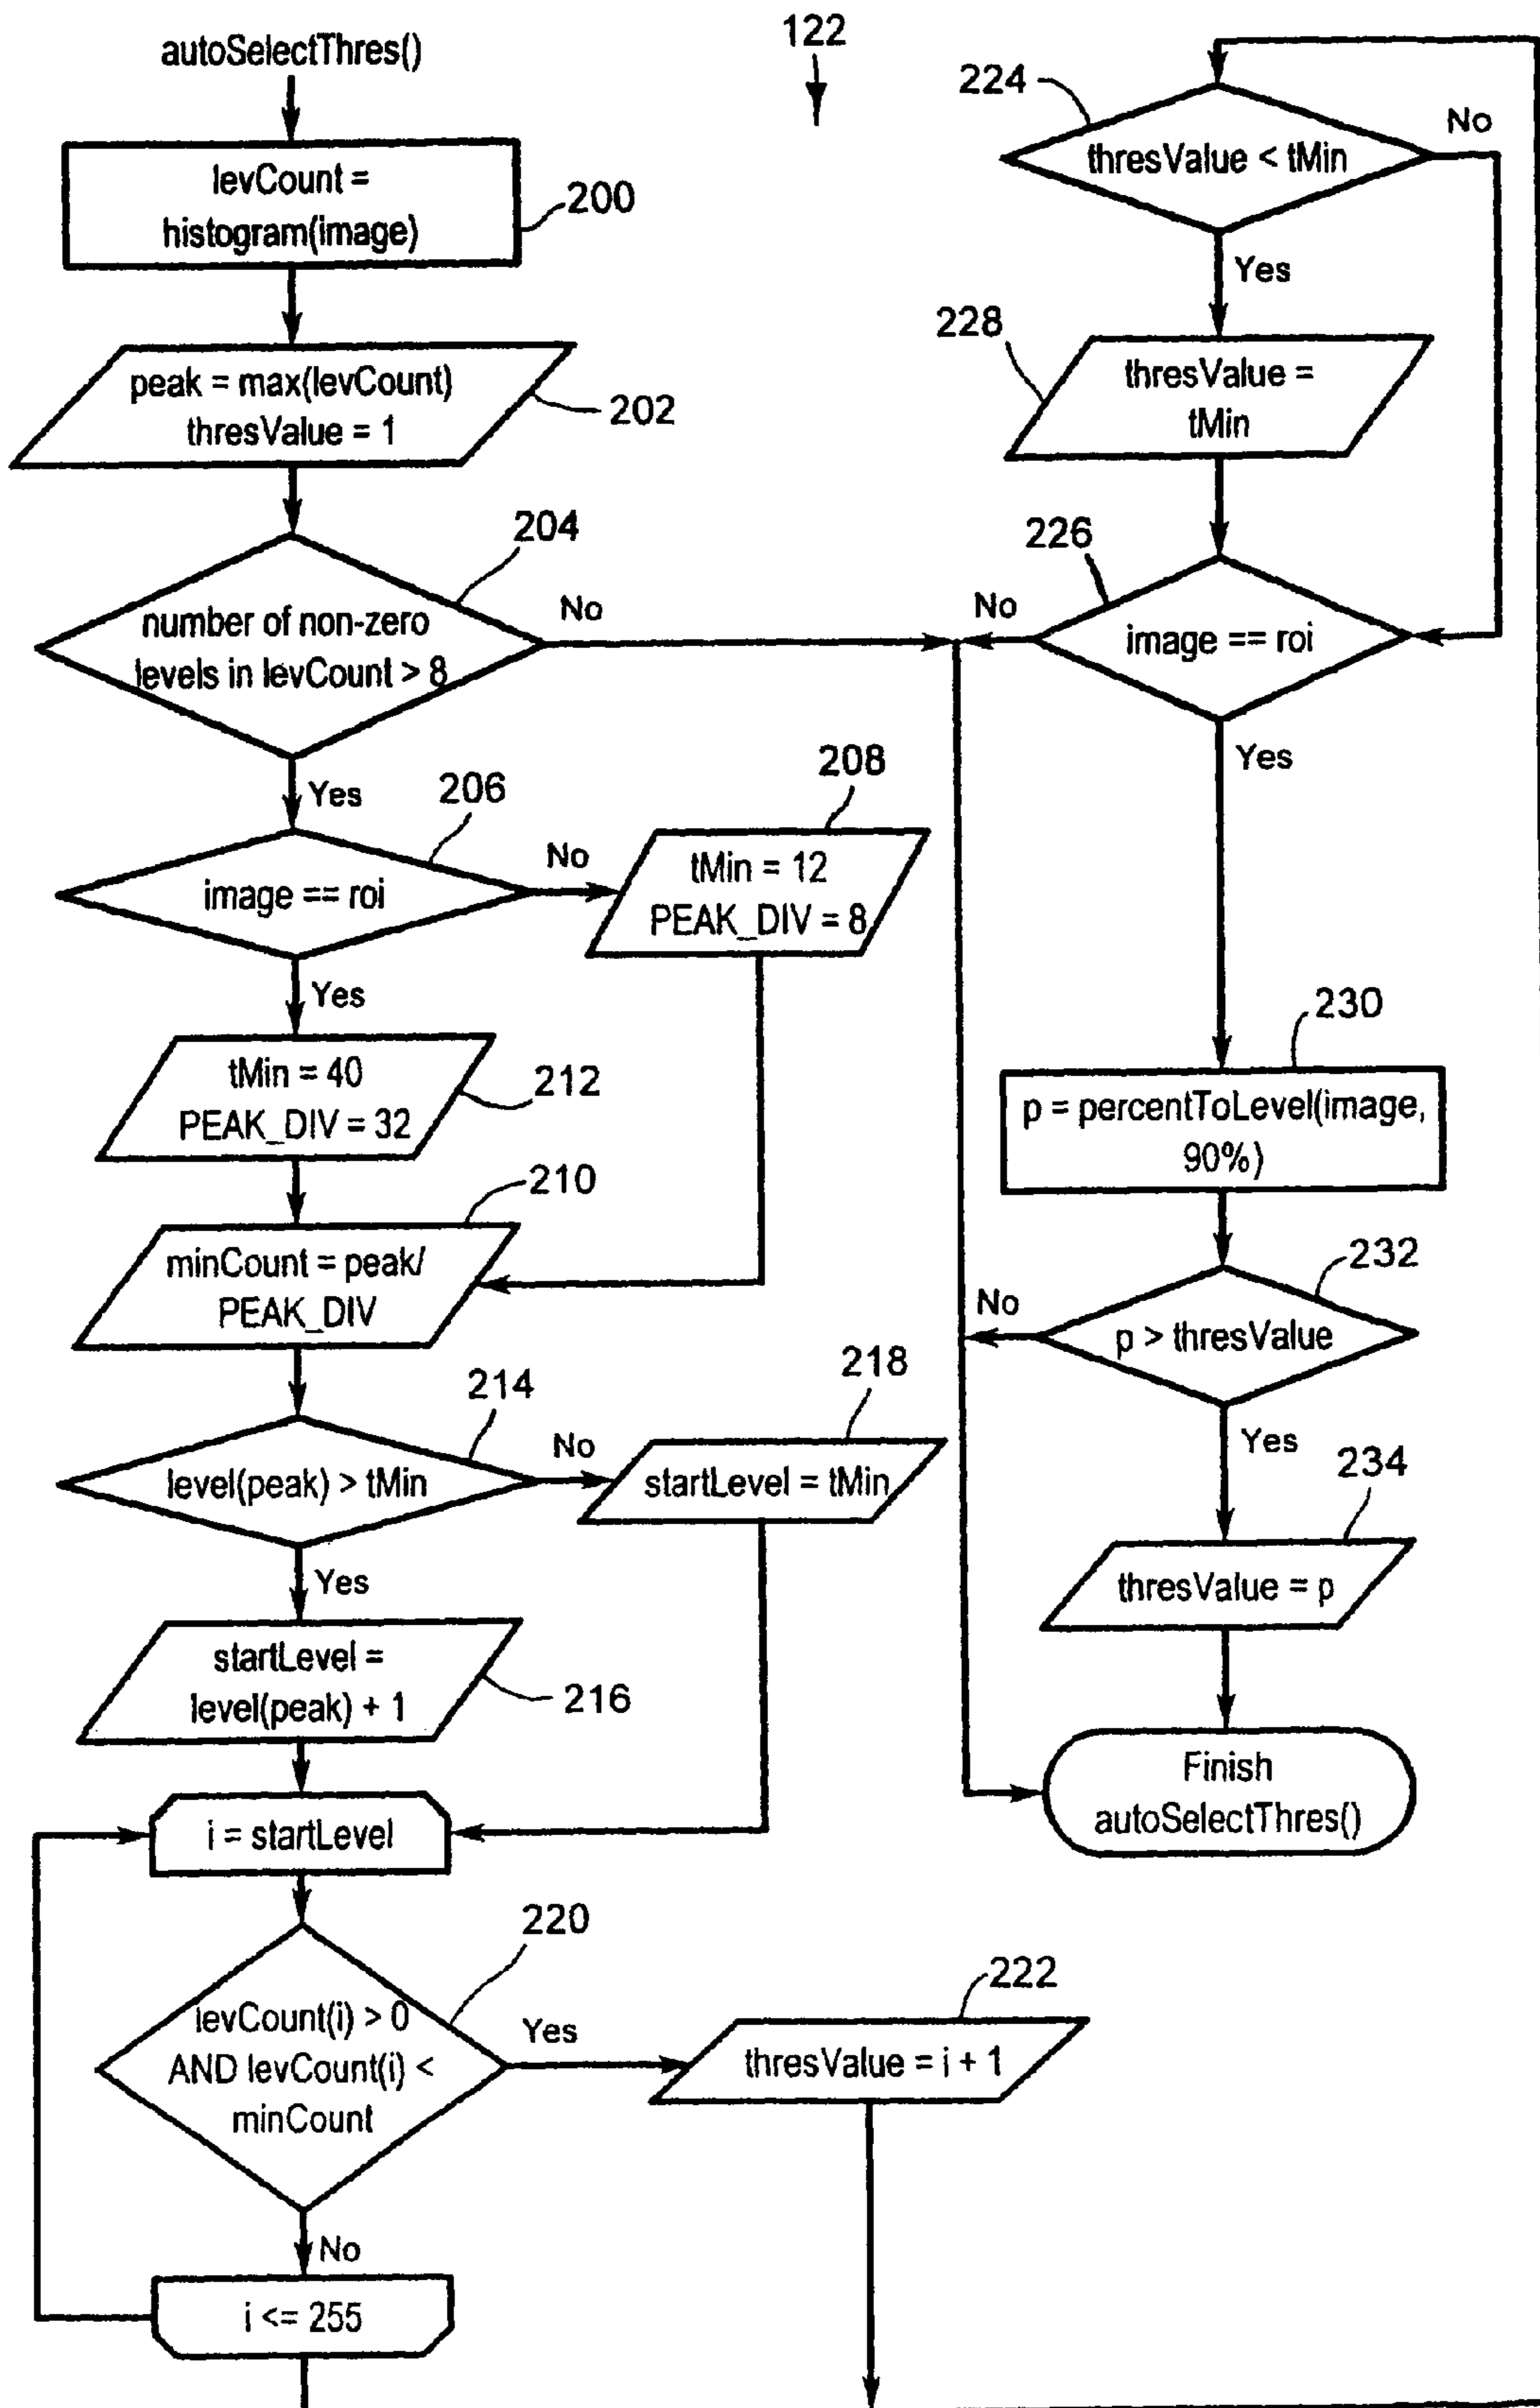 autoSelectThres()
122
levCount =
histogram(image)
200
peak = max(levCount)
thresValue = 1
202
204
number of non-zero
levels in levCount > 8
No
Yes
206
image == roi
No
208
tMin = 12
PEAK_DIV = 8
Yes
tMin = 40
PEAK_DIV = 32
212
210
minCount = peak/
PEAK_DIV
214
level(peak) > tMin
No
218
startLevel = tMin
Yes
startLevel =
level(peak) + 1
216
i = startLevel
220
levCount(i) > 0
AND levCount(i) <
minCount
Yes
222
thresValue = i + 1
No
i <= 255
224
thresValue < tMin
No
Yes
228
thresValue =
tMin
226
No
image == roi
Yes
230
p = percentToLevel(image,
90%)
232
No
p > thresValue
Yes
234
thresValue = p
Finish
autoSelectThres()